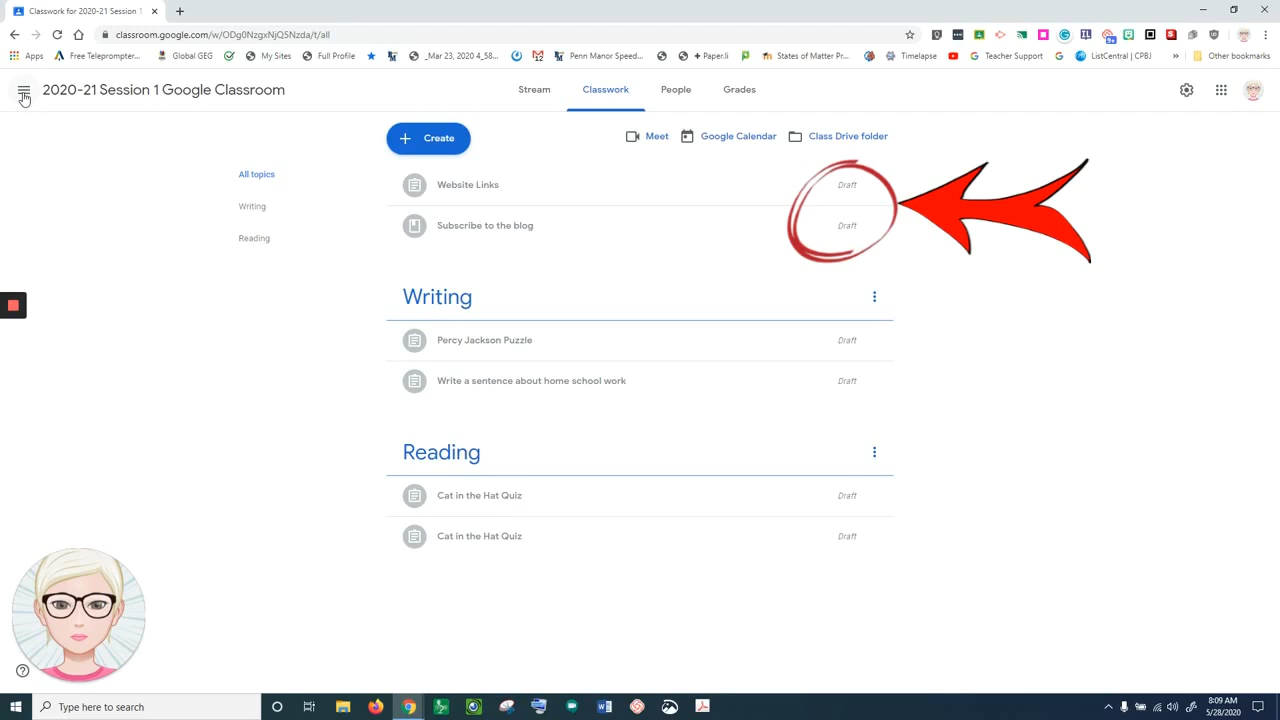 Classwork for 2020-21 Session 1
classroom.google.com/w/ODg0NzgxNjQ5Nzda/t/all
Apps Free Teleprompter... Global GEG My Sites Full Profile _Mar 23, 2020 4_58... Penn Manor Speed... + Paper.li States of Matter Pr... Timelapse Teacher Support ListCentral | CPBJ » Other bookmarks
2020-21 Session 1 Google Classroom Stream Classwork People Grades
+ Create Meet Google Calendar Class Drive folder
All topics
Writing
Reading
Website Links Draft
Subscribe to the blog Draft
Writing
Percy Jackson Puzzle Draft
Write a sentence about home school work Draft
Reading
Cat in the Hat Quiz Draft
Cat in the Hat Quiz Draft
Type here to search
8:09 AM
5/28/2020